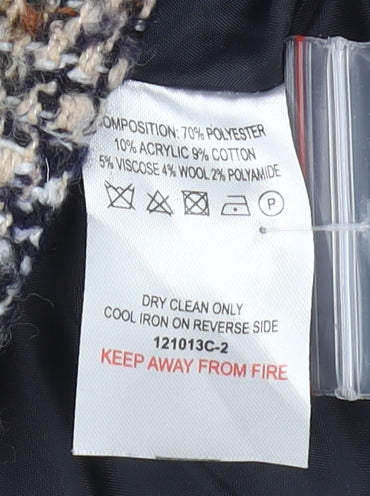 OMPOSITION: 70% POLYESTER
10% ACRYLIC 9% COTTON
5% VISCOSE 4% WOOL 2% POLYAMIDE
P
DRY CLEAN ONLY
COOL IRON ON REVERSE SIDE
121013C-2
KEEP AWAY FROM FIRE